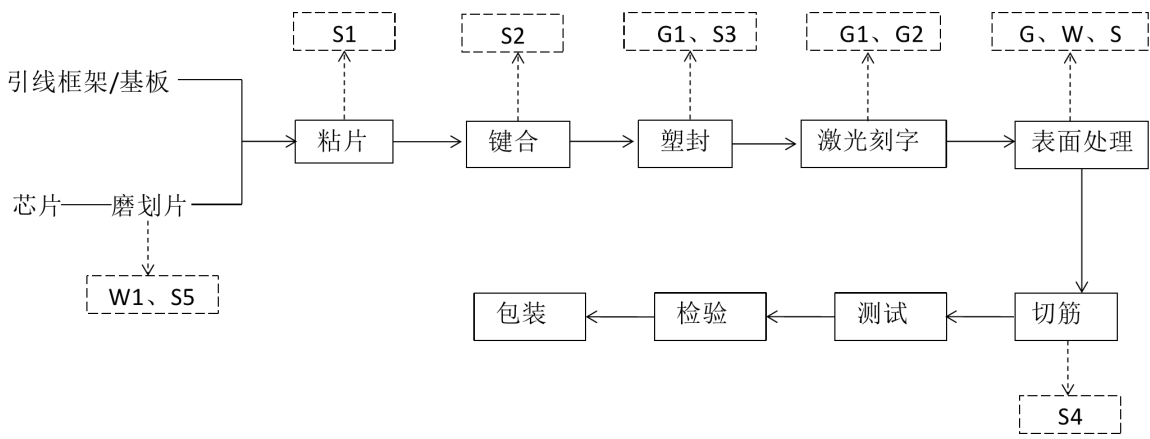 S1
S2
G1、S3
G1、G2
G、W、S
引线框架/基板
粘片
键合
塑封
激光刻字
表面处理
芯片
磨划片
W1、S5
包装
检验
测试
切筋
S4